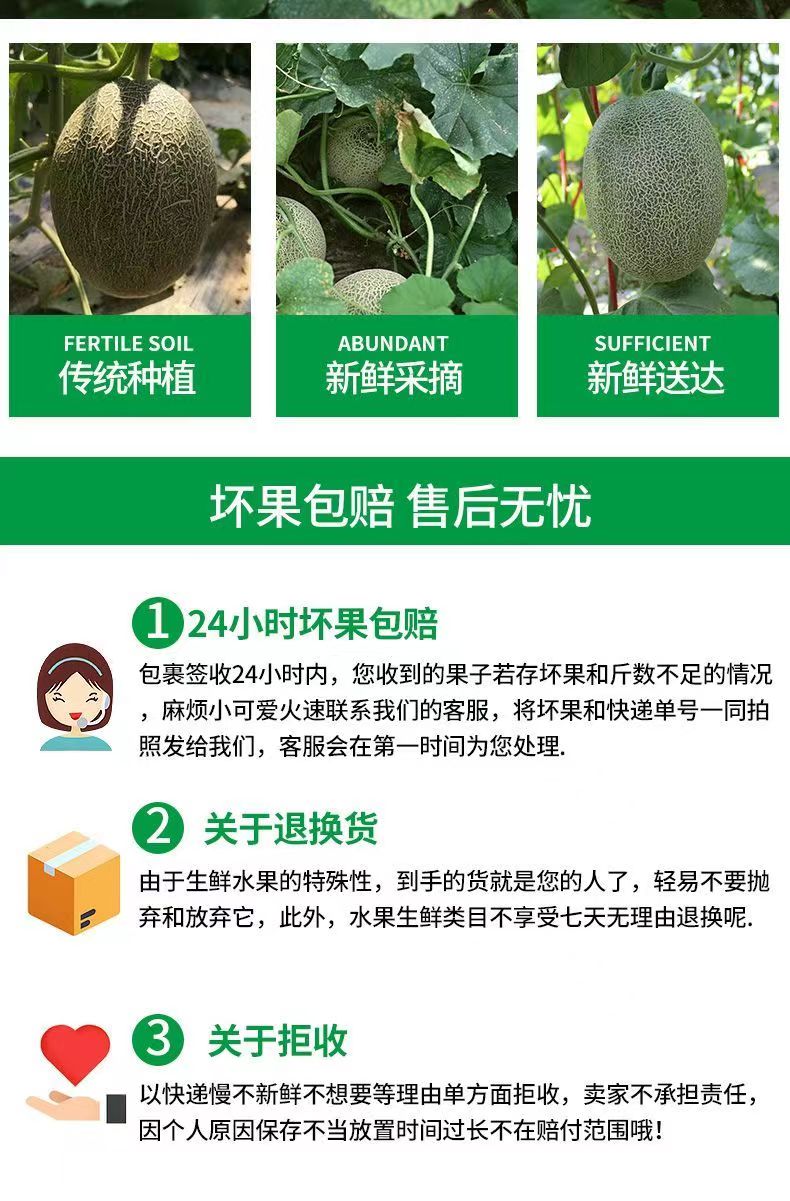 FERTILE SOIL
传统种植
ABUNDANT
新鲜采摘
SUFFICIENT
新鲜送达
坏果包赔 售后无忧
1 24小时坏果包赔
包裹签收24小时内，您收到的果子若存坏果和斤数不足的情况
，麻烦小可爱火速联系我们的客服，将坏果和快递单号一同拍
照发给我们，客服会在第一时间为您处理.
2 关于退换货
由于生鲜水果的特殊性，到手的货就是您的人了，轻易不要抛
弃和放弃它，此外，水果生鲜类目不享受七天无理由退换呢.
3 关于拒收
以快递慢不新鲜不想要等理由单方面拒收，卖家不承担责任，
因个人原因保存不当放置时间过长不在赔付范围哦！